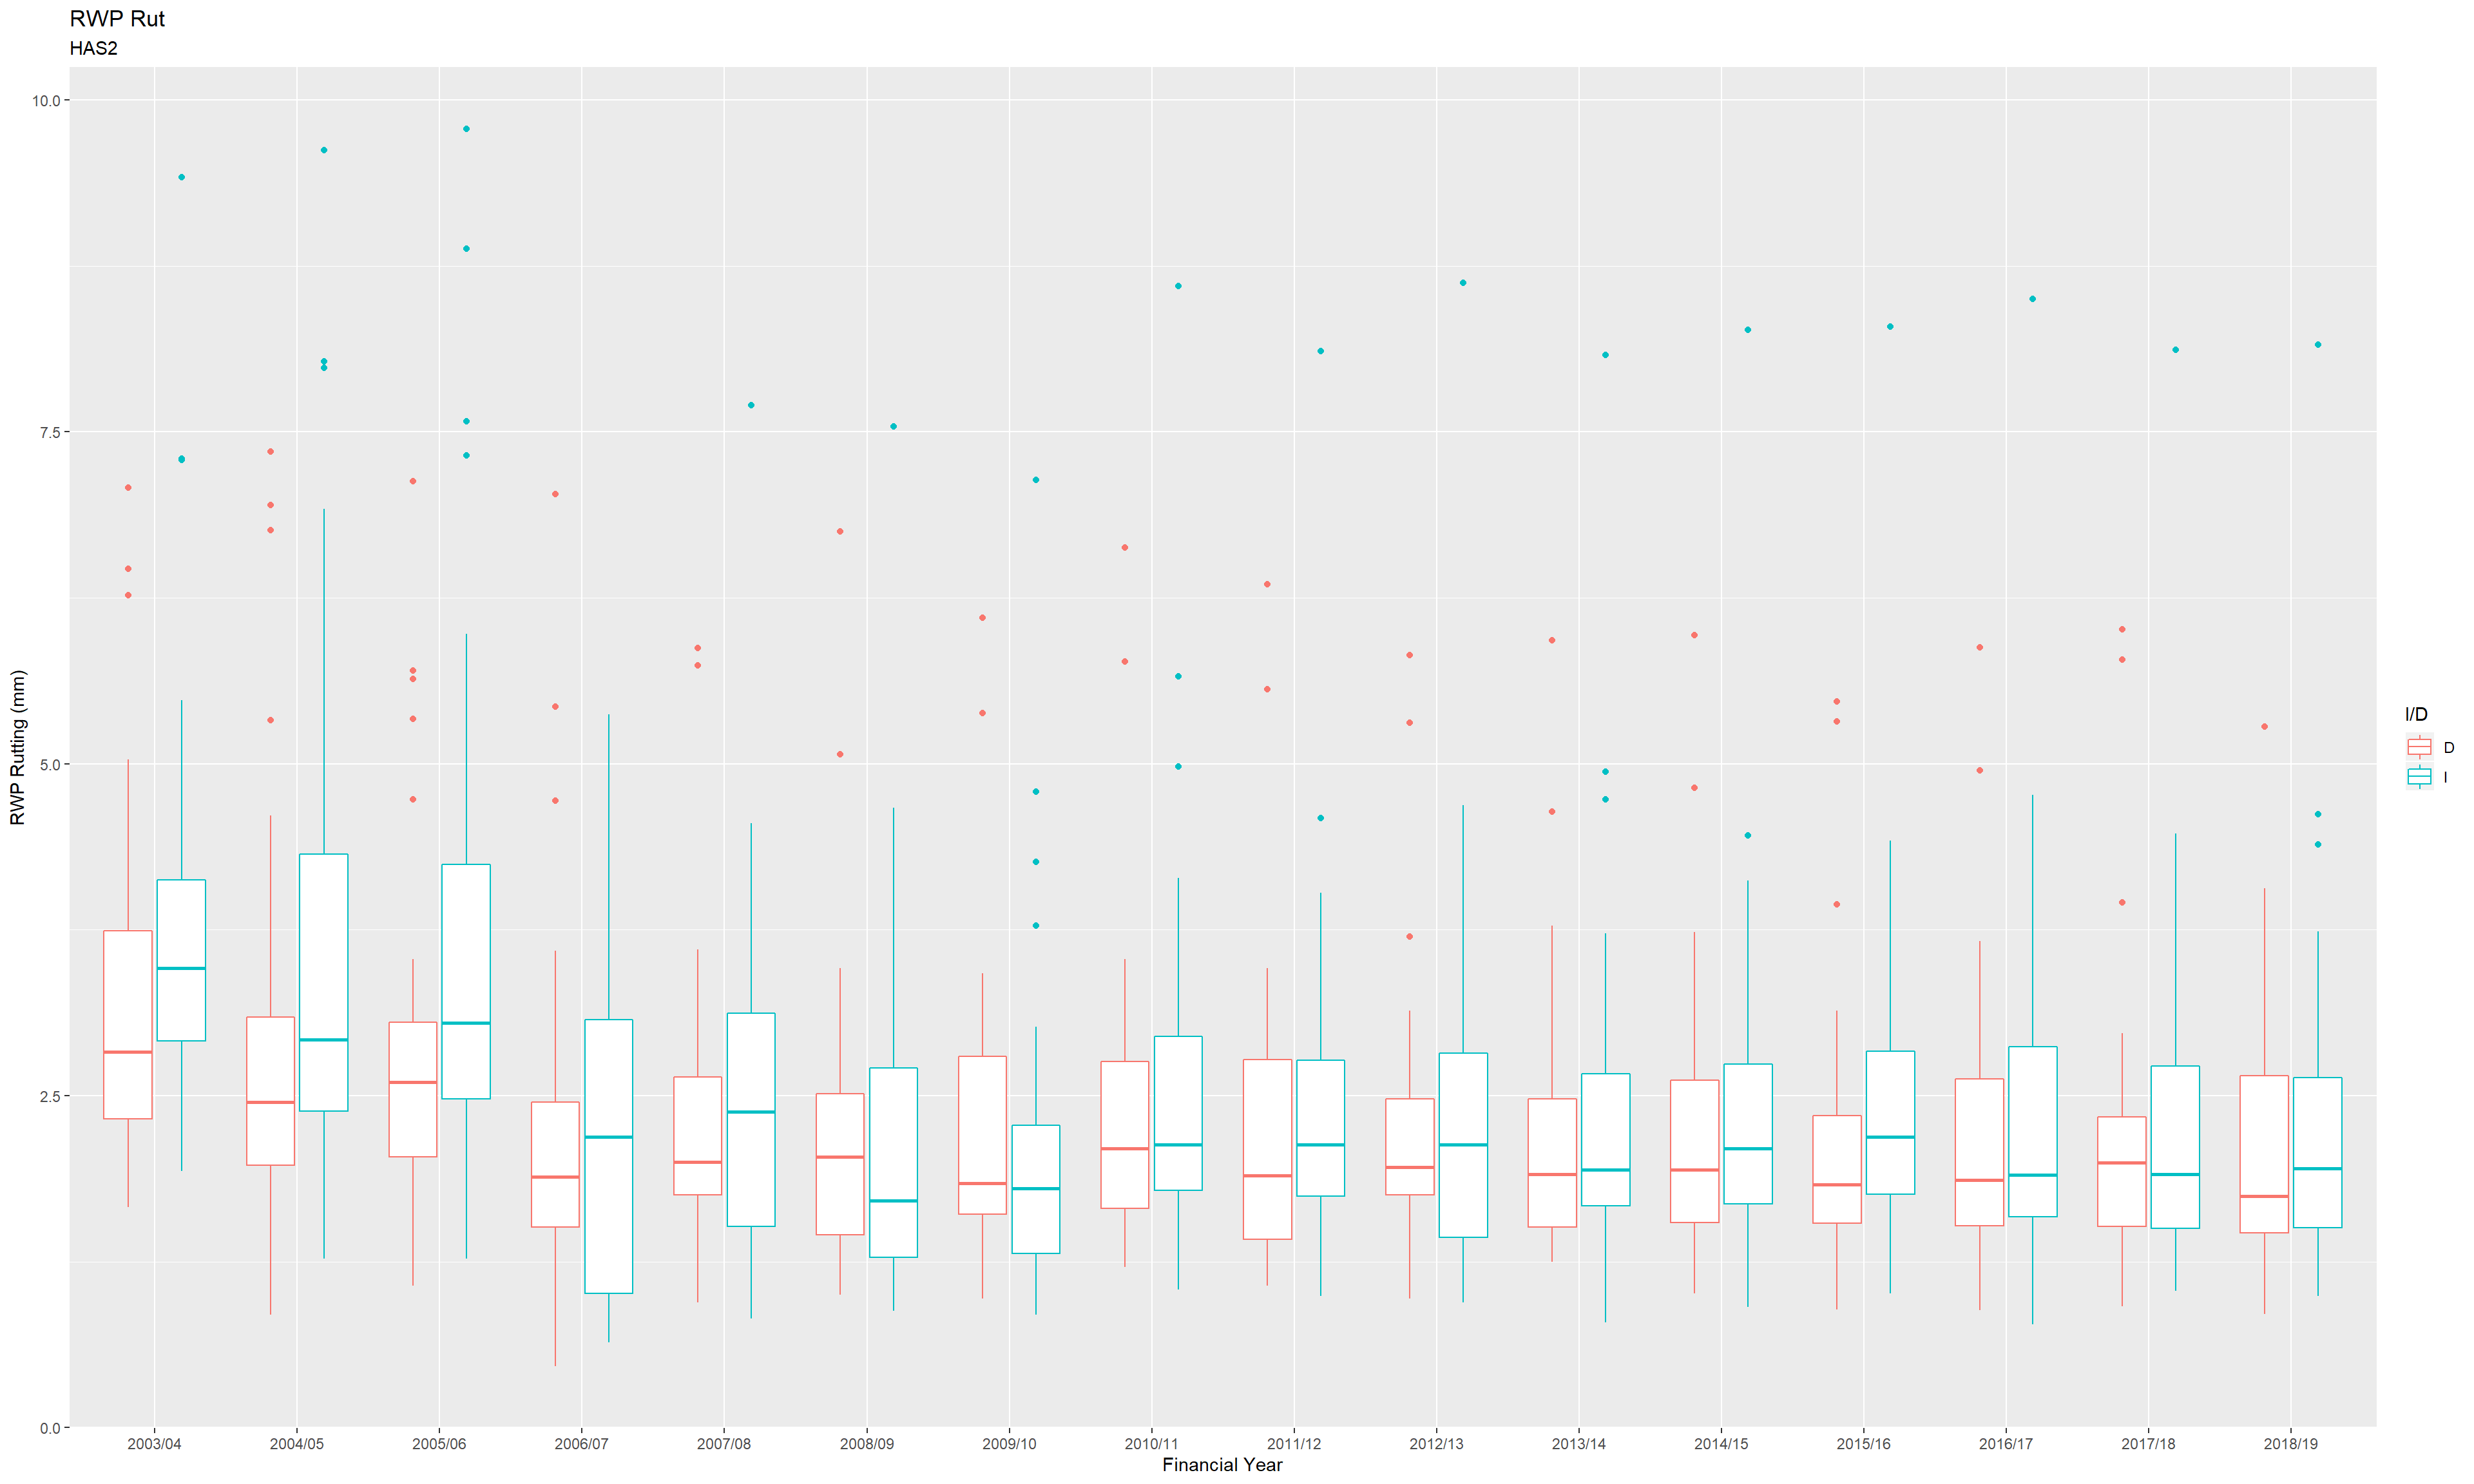 RWP Rut
HAS2
RWP Rutting (mm)
10.0
7.5
5.0
2.5
0.0
2003/04 2004/05 2005/06 2006/07 2007/08 2008/09 2009/10 2010/11 2011/12 2012/13 2013/14 2014/15 2015/16 2016/17 2017/18 2018/19
Financial Year
I/D
D
I